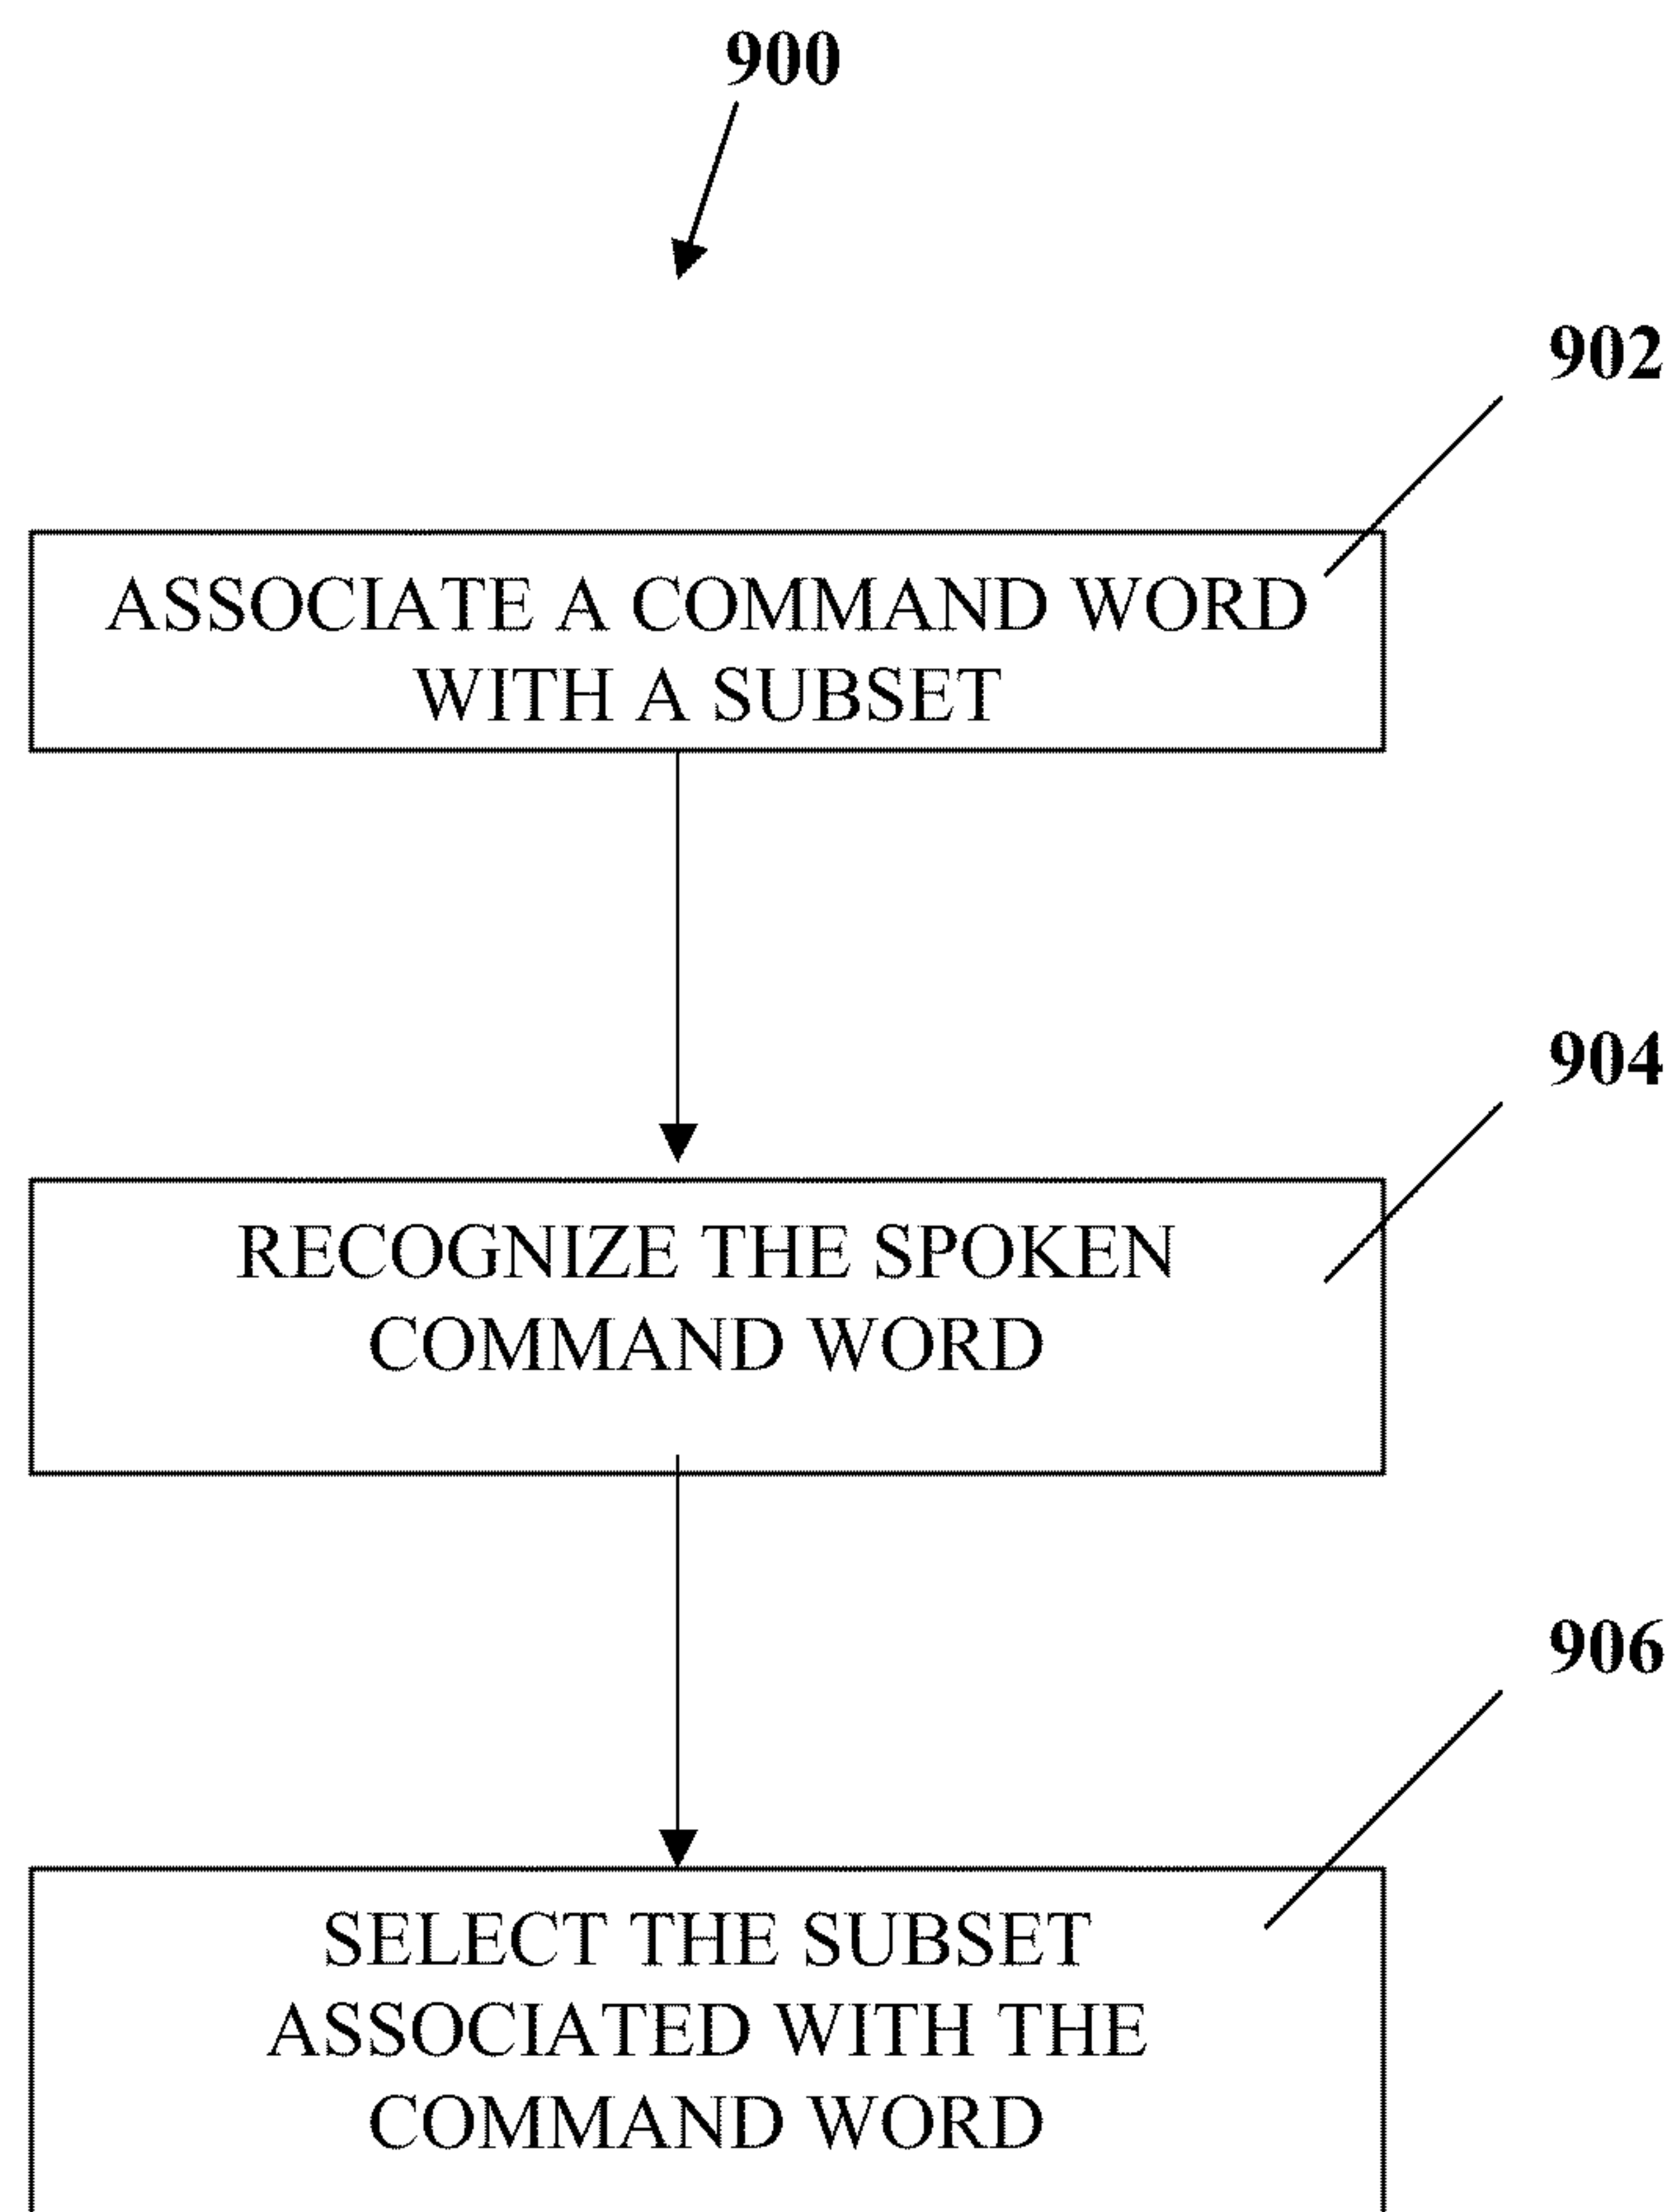 900
902
ASSOCIATE A COMMAND WORD
WITH A SUBSET
904
RECOGNIZE THE SPOKEN
COMMAND WORD
906
SELECT THE SUBSET
ASSOCIATED WITH THE
COMMAND WORD